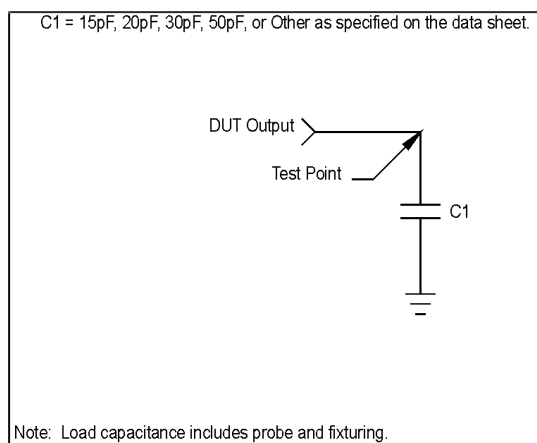 C1 = 15pF, 20pF, 30pF, 50pF, or Other as specified on the data sheet.
DUT Output
Test Point
C1
Note: Load capacitance includes probe and fixturing.